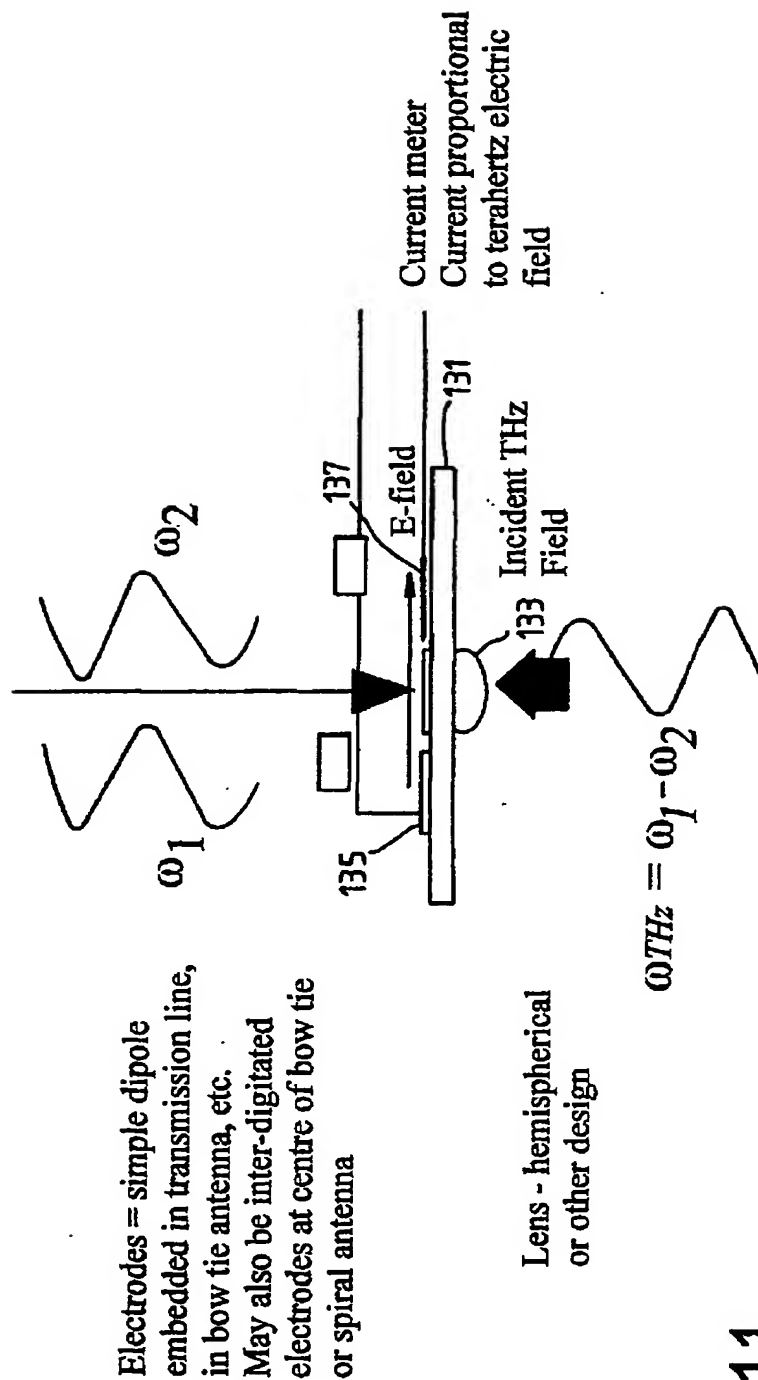 Electrodes = simple dipole
embedded in transmission line,
in bow tie antenna, etc.
May also be inter-digitated
electrodes at centre of bow tie
or spiral antenna
ω1
ω2
135
137
E-field
Current meter
Current proportional
to terahertz electric
field
131
Incident THz
Field
133
Lens - hemispherical
or other design
ωTHz = ω1-ω2
11